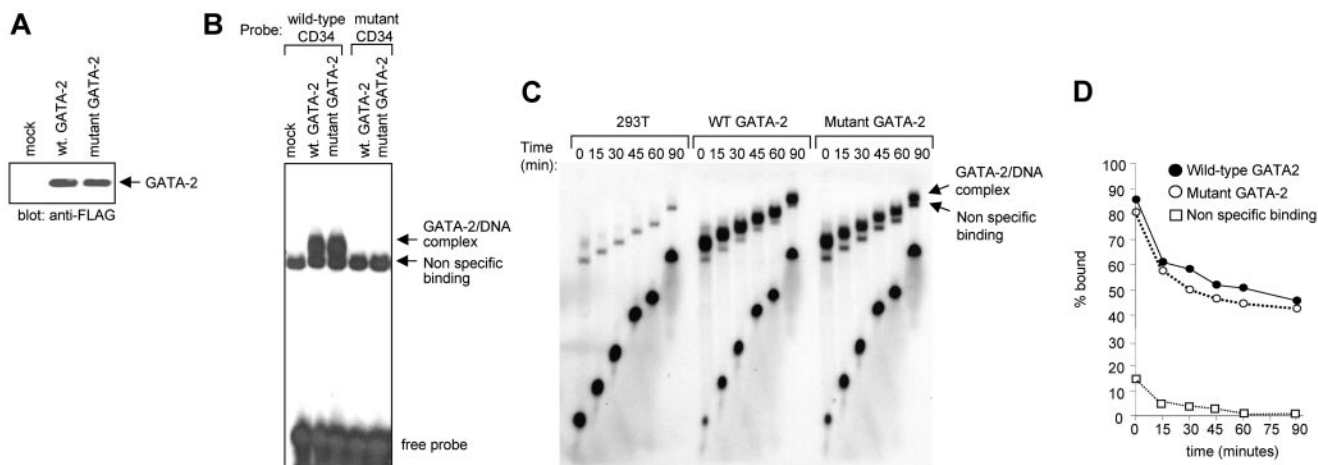 A
mock
wt. GATA-2
mutant GATA-2
GATA-2
blot: anti-FLAG
B
Probe:
wild-type CD34
mutant CD34
mock
wt. GATA-2
mutant GATA-2
wt. GATA-2
mutant GATA-2
GATA-2/DNA
complex
Non specific
binding
free probe
C
293T
WT GATA-2
Mutant GATA-2
Time
(min):
0 15 30 45 60 90
0 15 30 45 60 90
0 15 30 45 60 90
GATA-2/DNA
complex
Non specific
binding
D
Wild-type GATA2
Mutant GATA-2
Non specific binding
% bound
100
90
80
70
60
50
40
30
20
10
0
20
10
0
0 15 30 45 60 75 90
time (minutes)